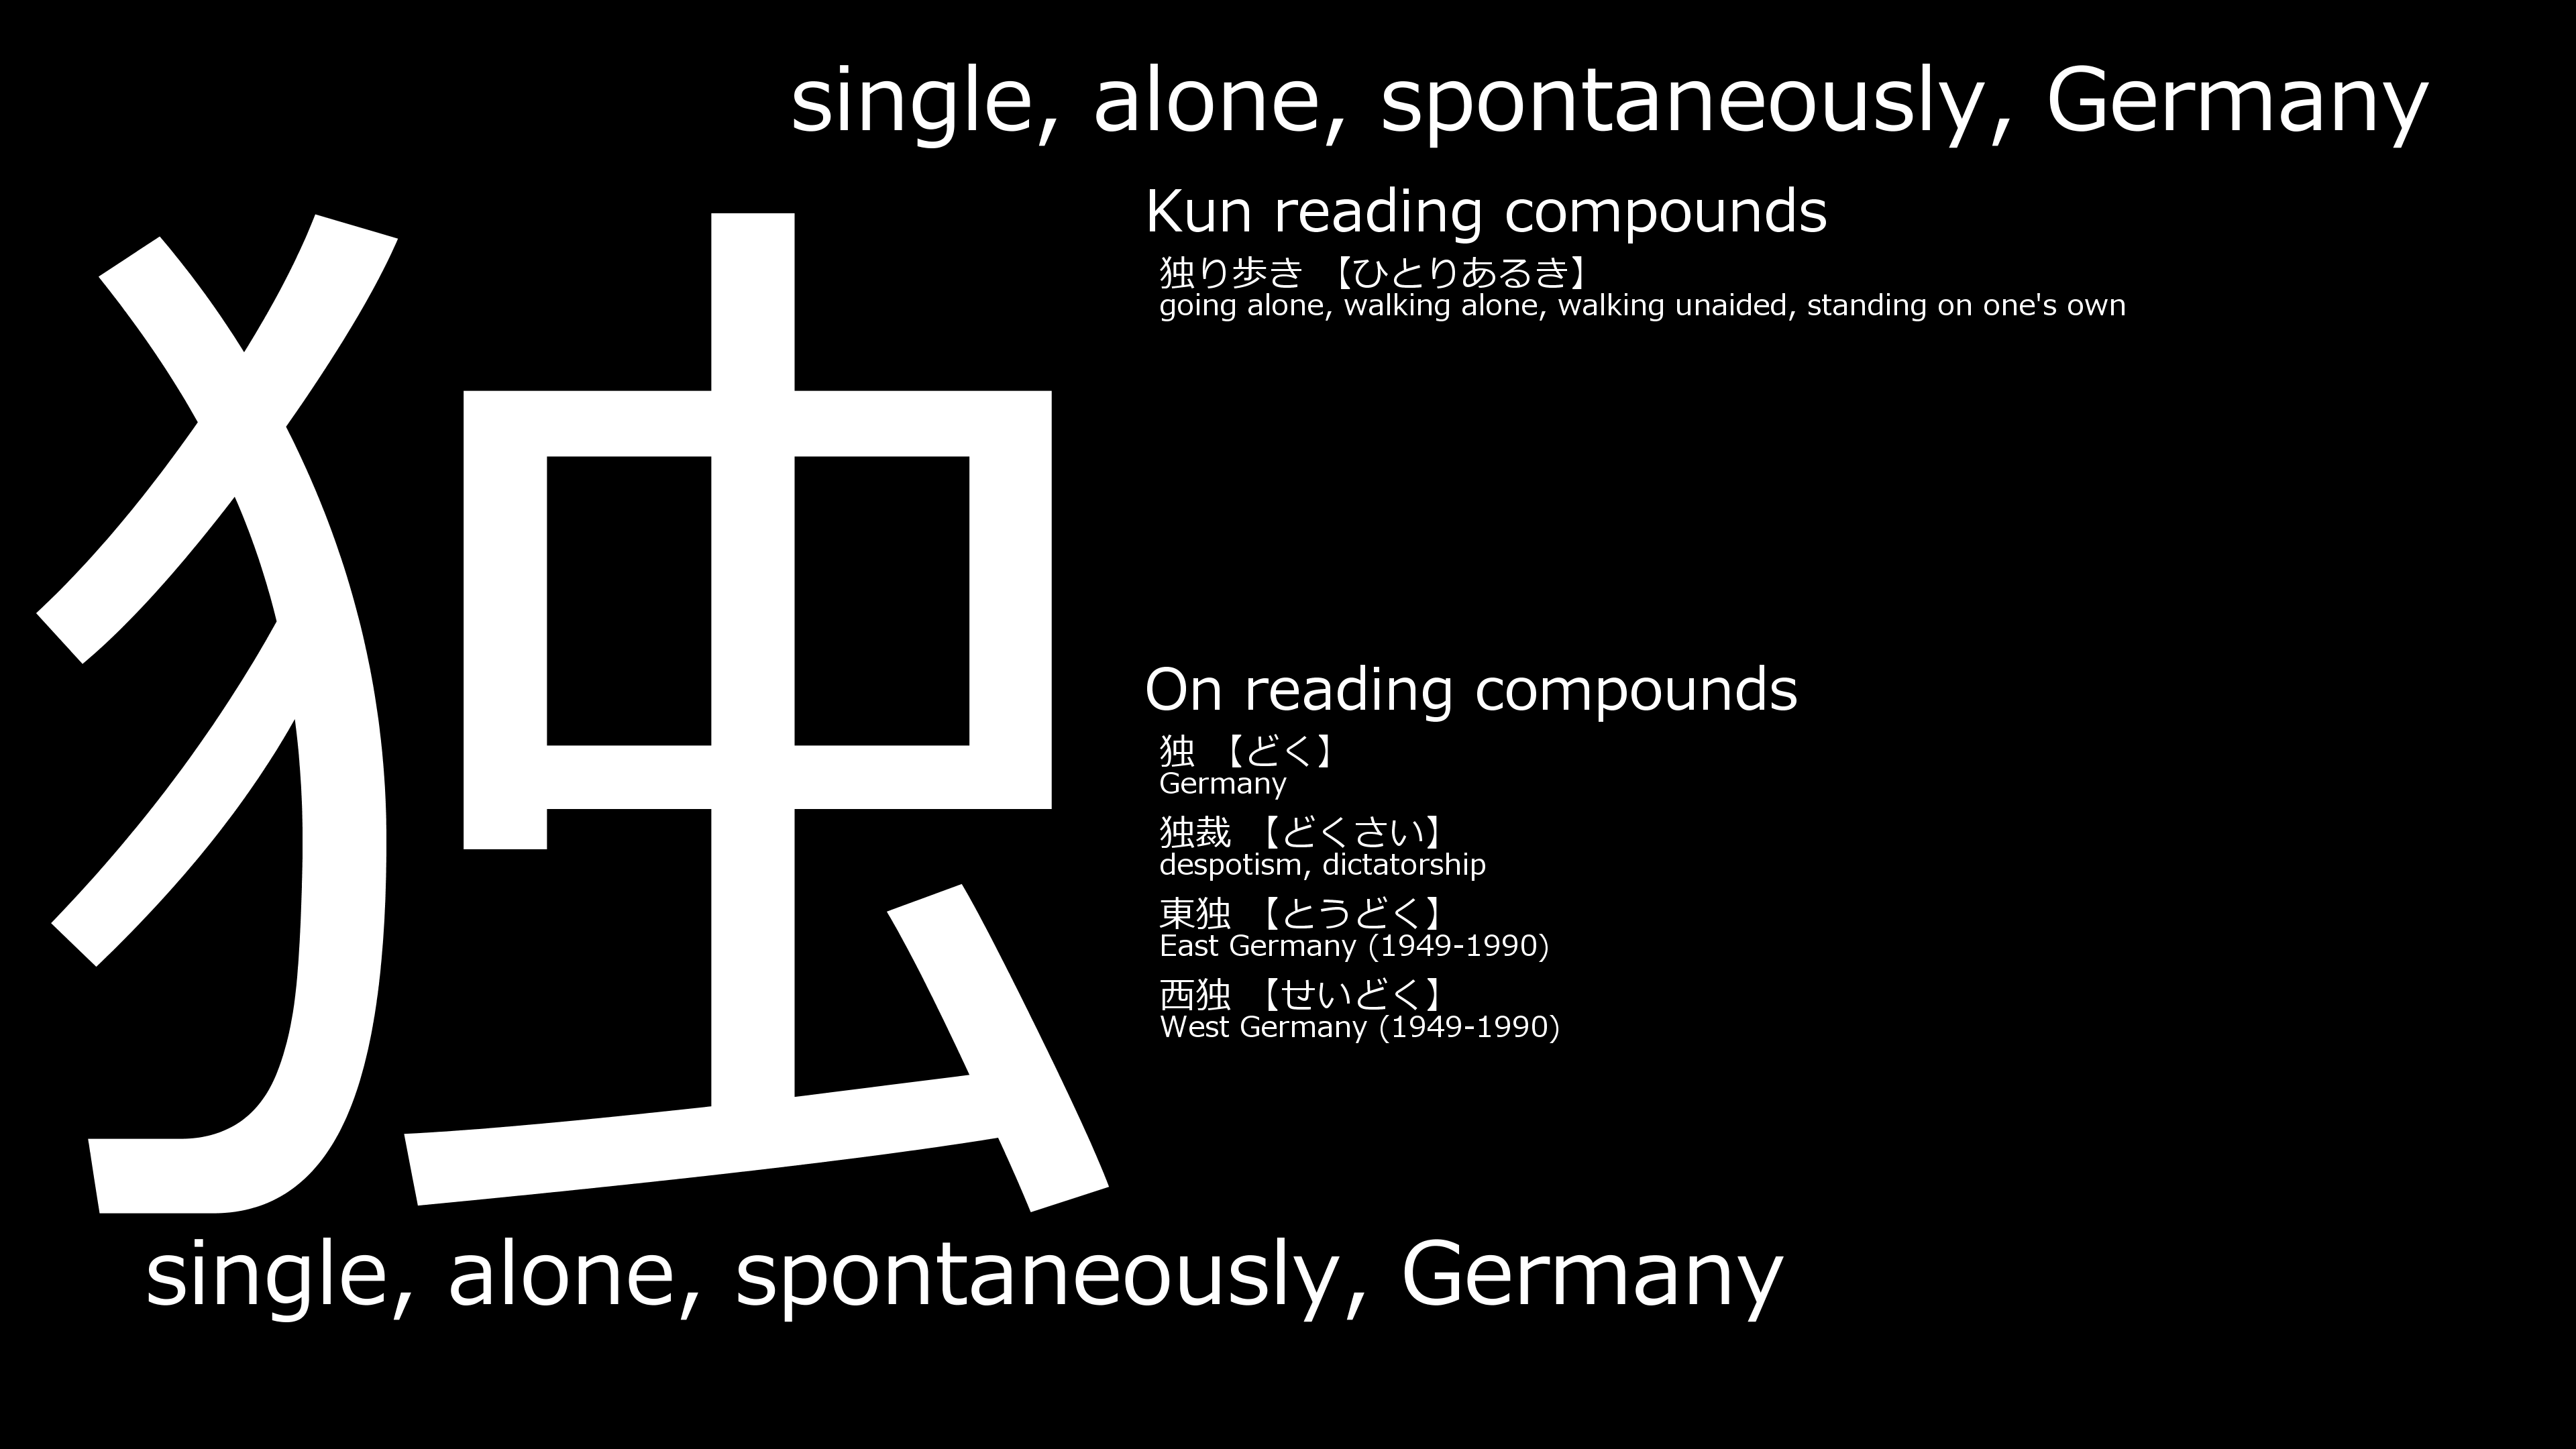 single, alone, spontaneously, Germany
独
Kun reading compounds
独り歩き 【ひとりあるき】
going alone, walking alone, walking unaided, standing on one's own
On reading compounds
独 【どく】
Germany
独裁 【どくさい】
despotism, dictatorship
東独 【とうどく】
East Germany (1949-1990)
西独 【せいどく】
West Germany (1949-1990)
single, alone, spontaneously, Germany